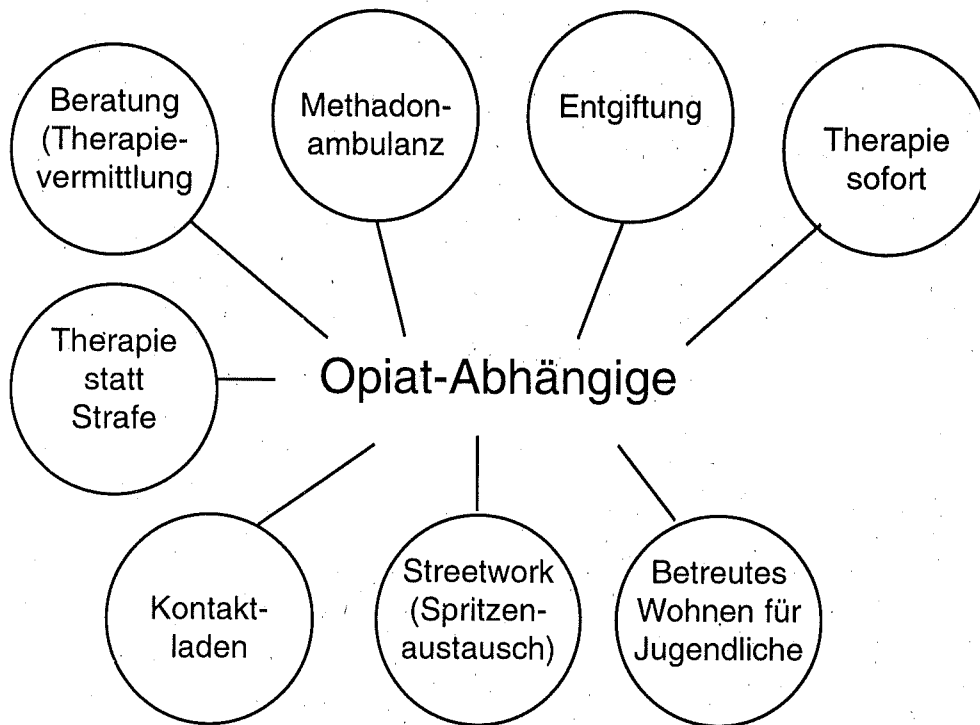 Beratung
(Therapie-
vermittlung
Methadon-
ambulanz
Entgiftung
Therapie
sofort
Therapie
statt
Strafe
Opiat-Abhängige
Kontakt-
laden
Streetwork
(Spritzen-
austausch)
Betreutes
Wohnen für
Jugendliche